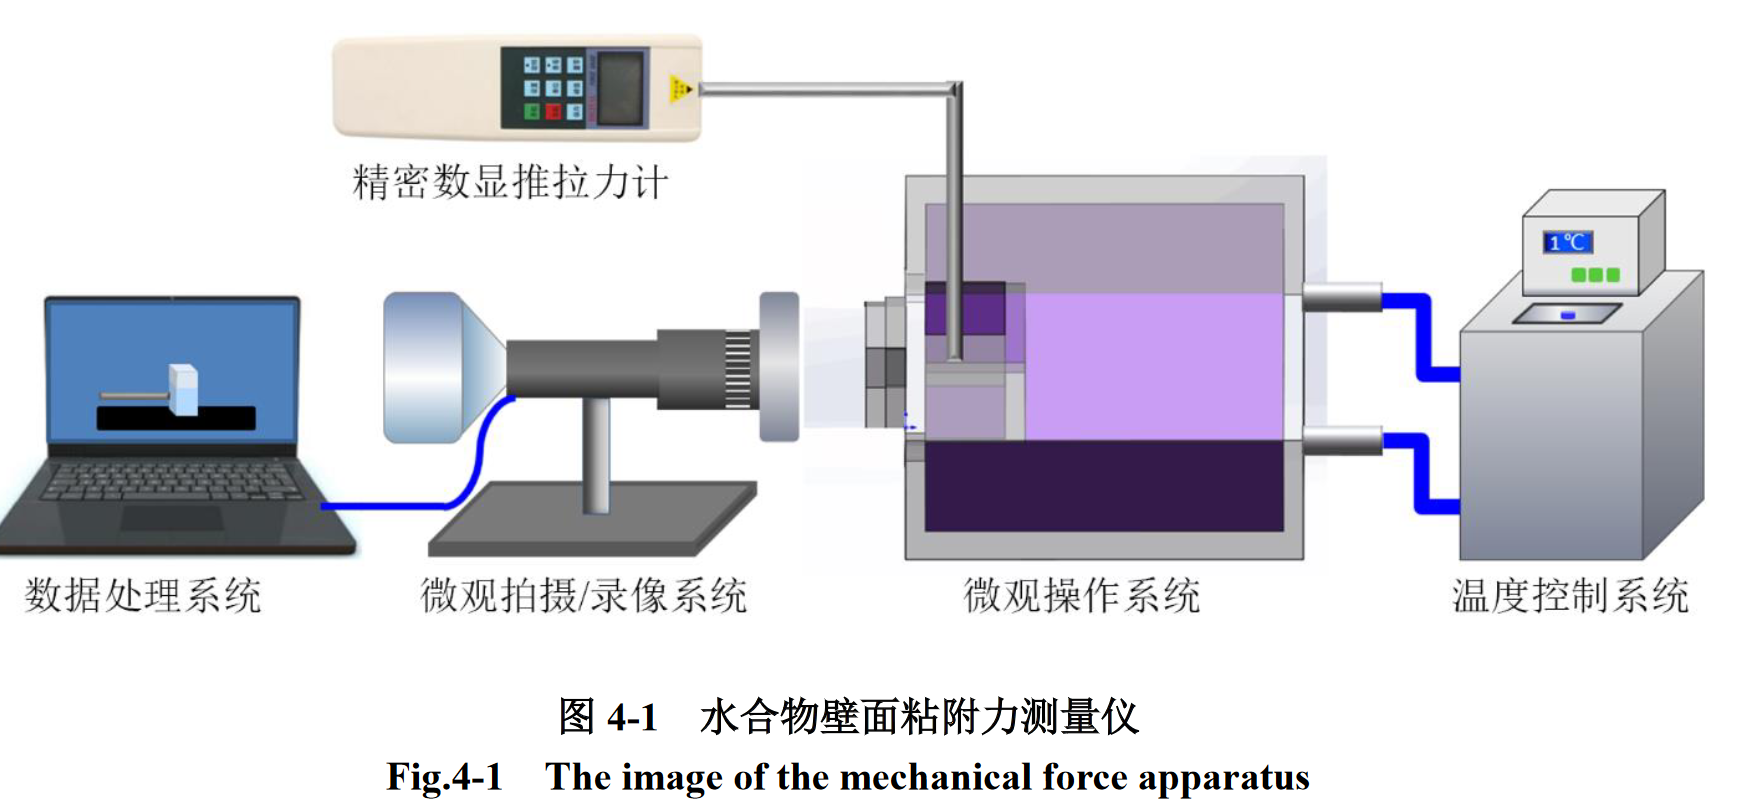 精密数显推拉力计
1℃
数据处理系统
微观拍摄/录像系统
微观操作系统
温度控制系统
图 4-1 水合物壁面粘附力测量仪
Fig.4-1 The image of the mechanical force apparatus